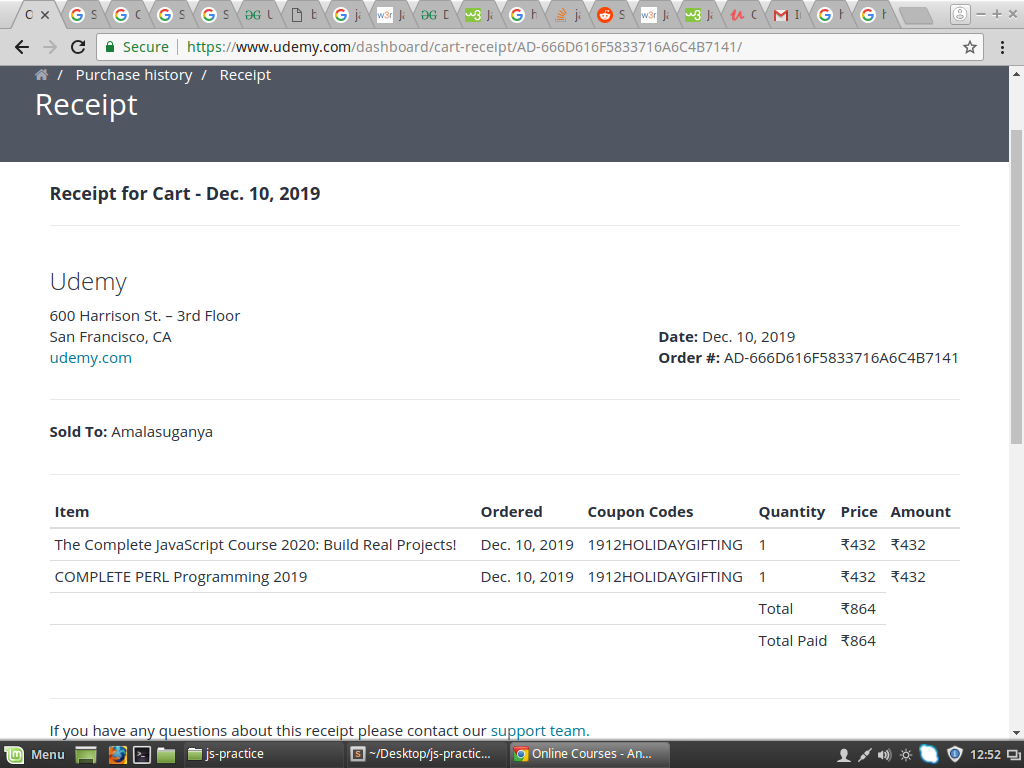 Secure https://www.udemy.com/dashboard/cart-receipt/AD-666D616F5833716A6C4B7141/
/ Purchase history / Receipt
Receipt
Receipt for Cart - Dec. 10, 2019
Udemy
600 Harrison St. – 3rd Floor
San Francisco, CA
Date: Dec. 10, 2019
udemy.com
Order #: AD-666D616F5833716A6C4B7141
Sold To: Amalasuganya
Item Ordered Coupon Codes Quantity Price Amount
The Complete JavaScript Course 2020: Build Real Projects! Dec. 10, 2019 1912HOLIDAYGIFTING 1 ₹432 ₹432
COMPLETE PERL Programming 2019 Dec. 10, 2019 1912HOLIDAYGIFTING 1 ₹432 ₹432
Total ₹864
Total Paid ₹864
If you have any questions about this receipt please contact our support team.
Menu js-practice ~/Desktop/js-practic... Online Courses - An... 12:52